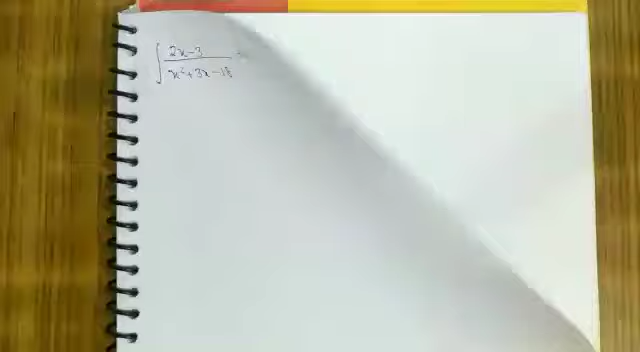 ∫ 2x-3 / x²+3x-18 =